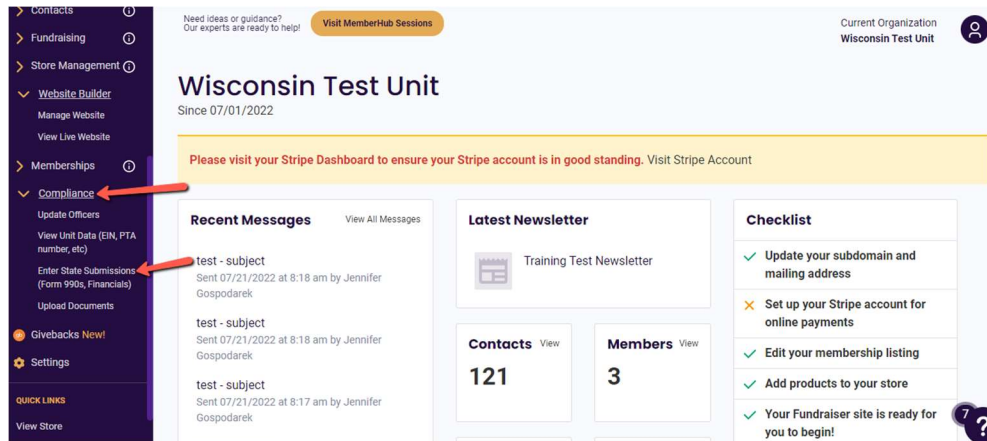 Contacts
Fundraising
Store Management
Website Builder
Manage Website
View Live Website
Memberships
Compliance
Update Officers
View Unit Data (EIN, PTA
number, etc)
Enter State Submissions
(Form 990s, Financials)
Upload Documents
Givebacks New!
Settings
QUICK LINKS
View Store
Need ideas or guidance?
Our experts are ready to help!
Visit MemberHub Sessions
Current Organization
Wisconsin Test Unit
Wisconsin Test Unit
Since 07/01/2022
Please visit your Stripe Dashboard to ensure your Stripe account is in good standing. Visit Stripe Account
Recent Messages View All Messages
test - subject
Sent 07/21/2022 at 8:18 am by Jennifer
Gospodarek
test - subject
Sent 07/21/2022 at 8:18 am by Jennifer
Gospodarek
test - subject
Sent 07/21/2022 at 8:17 am by Jennifer
Gospodarek
Latest Newsletter
Training Test Newsletter
Contacts View
121
Members View
3
Checklist
Update your subdomain and
mailing address
Set up your Stripe account for
online payments
Edit your membership listing
Add products to your store
Your Fundraiser site is ready for
you to begin!
7
?